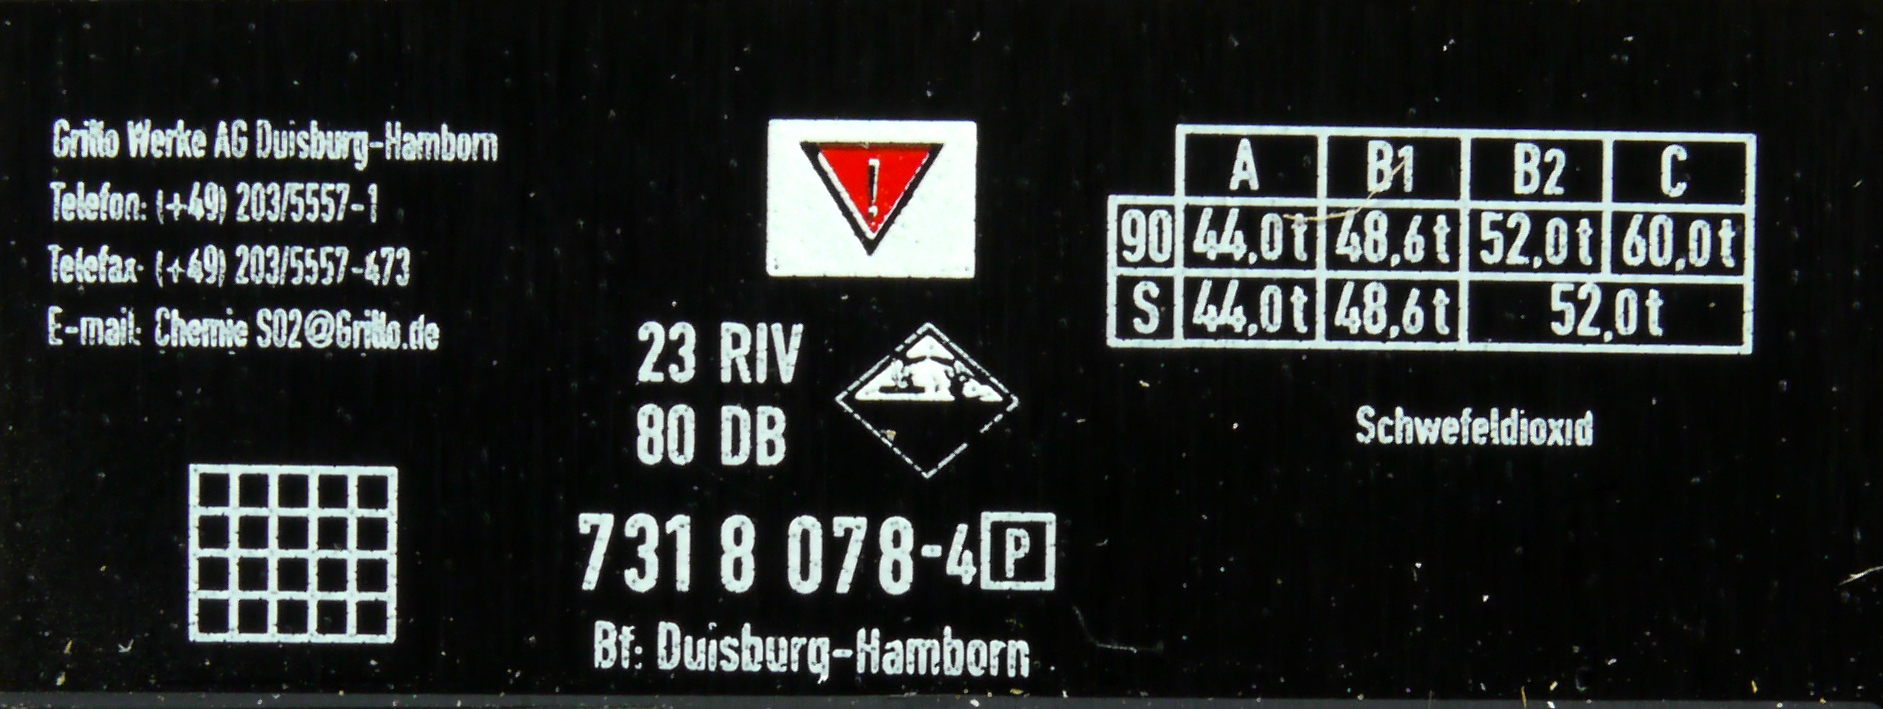 Grillo Werke AG Duisburg-Hamborn
Telefon: (+49) 203/5557-1
Telefax: (+49) 203/5557-473
E-mail: Chemie SO2@Grillo.de
!
23 RIV
80 DB
731 8 078-4 P
Bf: Duisburg-Hamborn
A B1 B2 C
90 44,0t 48,6t 52,0t 60,0t
S 44,0t 48,6t 52,0t
Schwefeldioxid